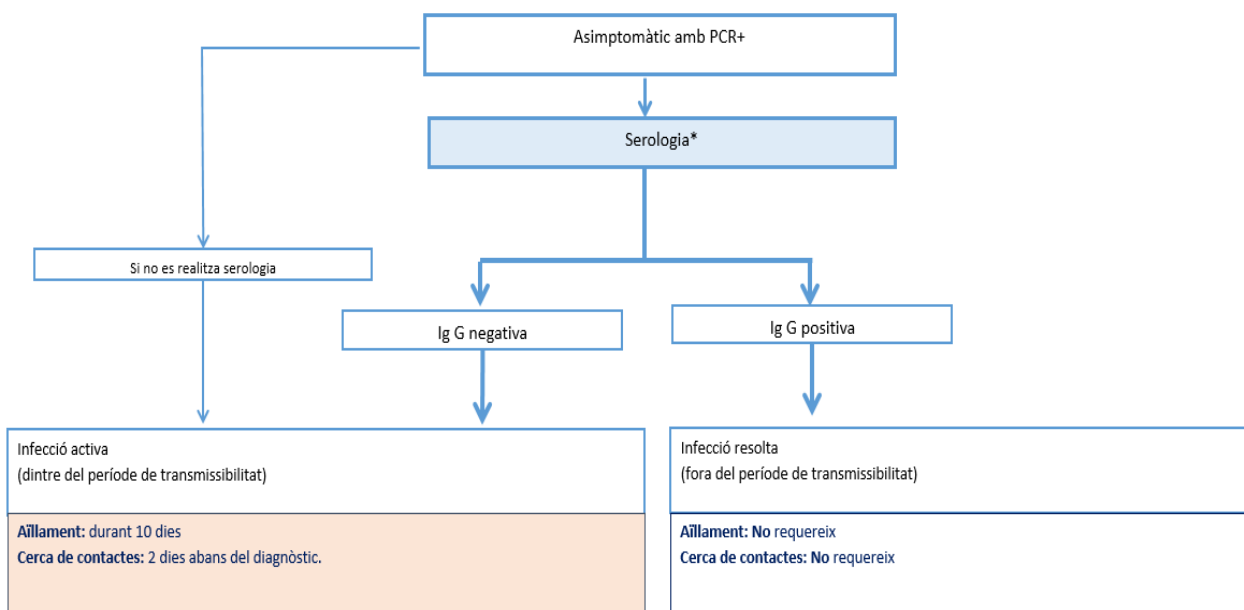 Asimptomàtic amb PCR+
Serologia*
Si no es realitza serologia
Ig G negativa
Ig G positiva
Infecció activa
(dintre del període de transmissibilitat)
Aïllament: durant 10 dies
Cerca de contactes: 2 dies abans del diagnòstic.
Infecció resolta
(fora del període de transmissibilitat)
Aïllament: No requereix
Cerca de contactes: No requereix